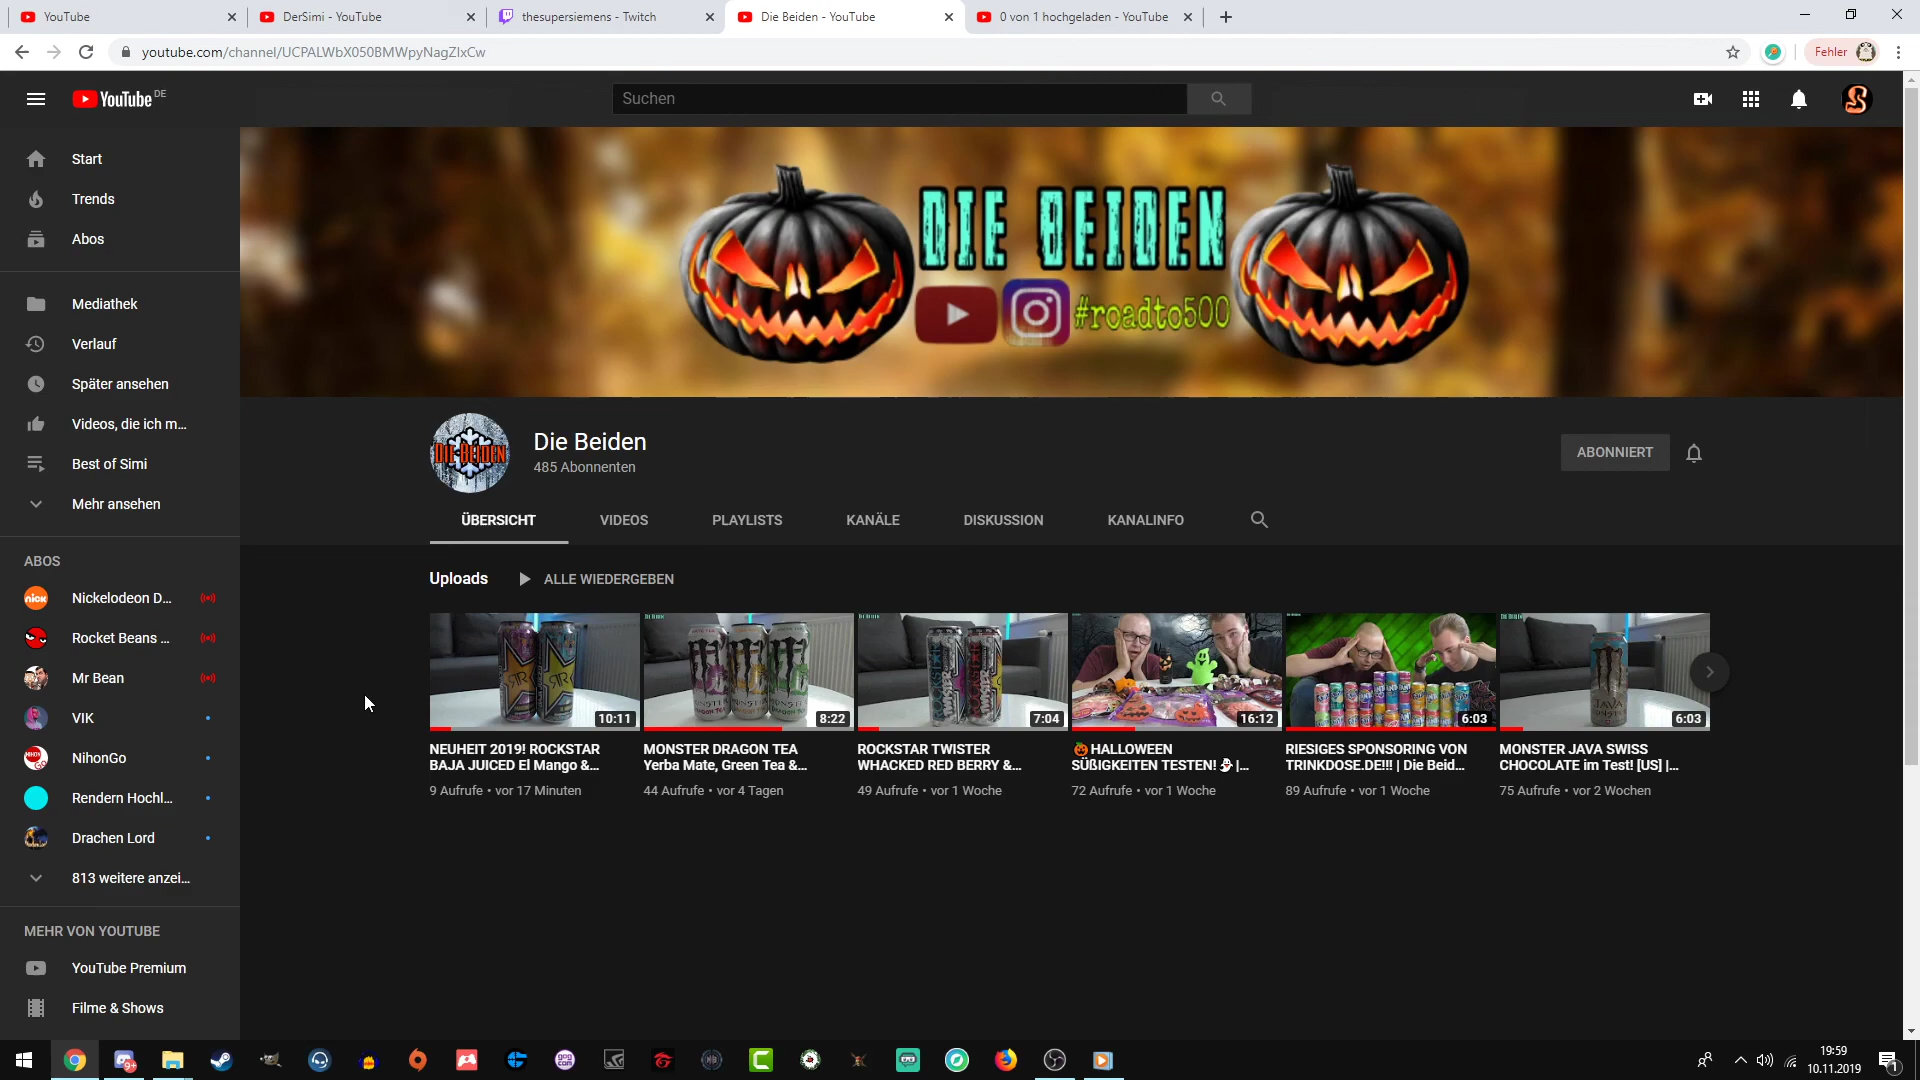 YouTube
DerSimi - YouTube
thesupersiemens - Twitch
Die Beiden - YouTube
0 von 1 hochgeladen - YouTube
youtube.com/channel/UCPALWbX050BMWpyNagZlxCw
Fehler
YouTube DE
Suchen
Start
Trends
Abos
Mediathek
Verlauf
Später ansehen
Videos, die ich m...
Best of Simi
Mehr ansehen
ABOS
Nickelodeon D...
Rocket Beans ...
Mr Bean
VIK
NihonGo
Rendern Hochl...
Drachen Lord
813 weitere anzei...
MEHR VON YOUTUBE
YouTube Premium
Filme & Shows
DIE BEIDEN
#roadto500
DIE BEIDEN
Die Beiden
485 Abonnenten
ABONNIERT
ÜBERSICHT
VIDEOS
PLAYLISTS
KANÄLE
DISKUSSION
KANALINFO
Uploads
ALLE WIEDERGEBEN
10:11
NEUHEIT 2019! ROCKSTAR
BAJA JUICED El Mango &...
9 Aufrufe • vor 17 Minuten
8:22
MONSTER DRAGON TEA
Yerba Mate, Green Tea &...
44 Aufrufe • vor 4 Tagen
7:04
ROCKSTAR TWISTER
WHACKED RED BERRY &...
49 Aufrufe • vor 1 Woche
16:12
🎃HALLOWEEN
SÜßIGKEITEN TESTEN! 👻 |...
72 Aufrufe • vor 1 Woche
6:03
RIESIGES SPONSORING VON
TRINKDOSE.DE!!! | Die Beid...
89 Aufrufe • vor 1 Woche
6:03
MONSTER JAVA SWISS
CHOCOLATE im Test! [US] |...
75 Aufrufe • vor 2 Wochen
19:59
10.11.2019